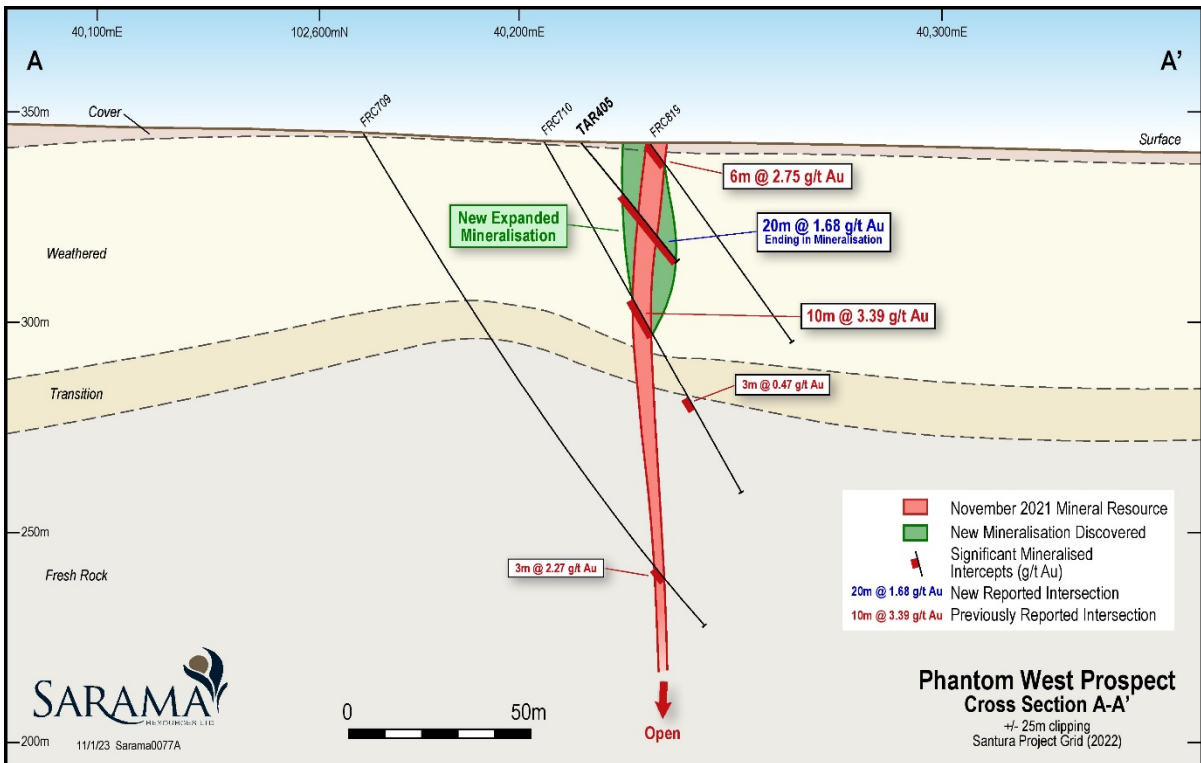 40,100mE
102,600mN
40,200mE
40,300mE
A
A’
350m
Cover
FRC709
FRC710
TAR405
FRC819
Surface
6m @ 2.75 g/t Au
New Expanded
Mineralisation
20m @ 1.68 g/t Au
Ending in Mineralisation
Weathered
300m
10m @ 3.39 g/t Au
Transition
3m @ 0.47 g/t Au
November 2021 Mineral Resource
New Mineralisation Discovered
Significant Mineralised
Intercepts (g/t Au)
20m @ 1.68 g/t Au New Reported Intersection
10m @ 3.39 g/t Au Previously Reported Intersection
250m
Fresh Rock
3m @ 2.27 g/t Au
SARAMA
RESOURCES LTD
11/1/23 Sarama0077A
0
50m
Open
Phantom West Prospect
Cross Section A-A’
+/- 25m clipping
Santura Project Grid (2022)
200m